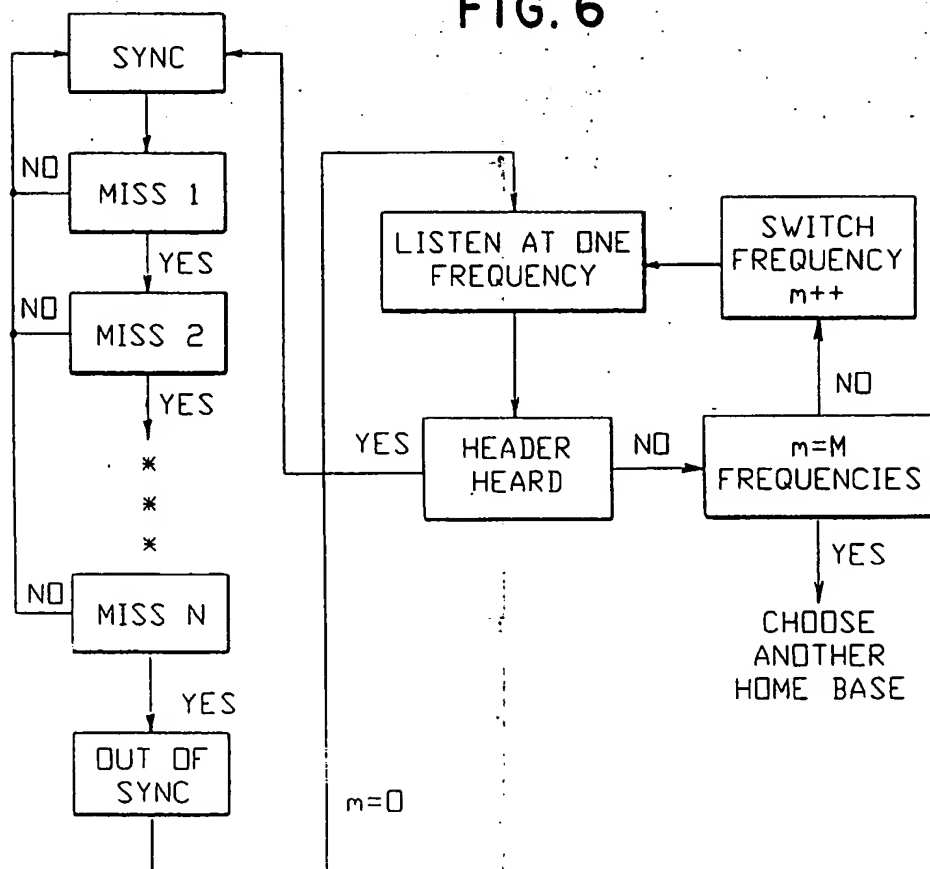 FIG. 6
SYNC
NO
MISS 1
YES
NO
MISS 2
YES
*
*
*
NO
MISS N
YES
OUT OF
SYNC
m=0
LISTEN AT ONE
FREQUENCY
SWITCH
FREQUENCY
m++
NO
YES
HEADER
HEARD
NO
m=M
FREQUENCIES
YES
CHOOSE
ANOTHER
HOME BASE